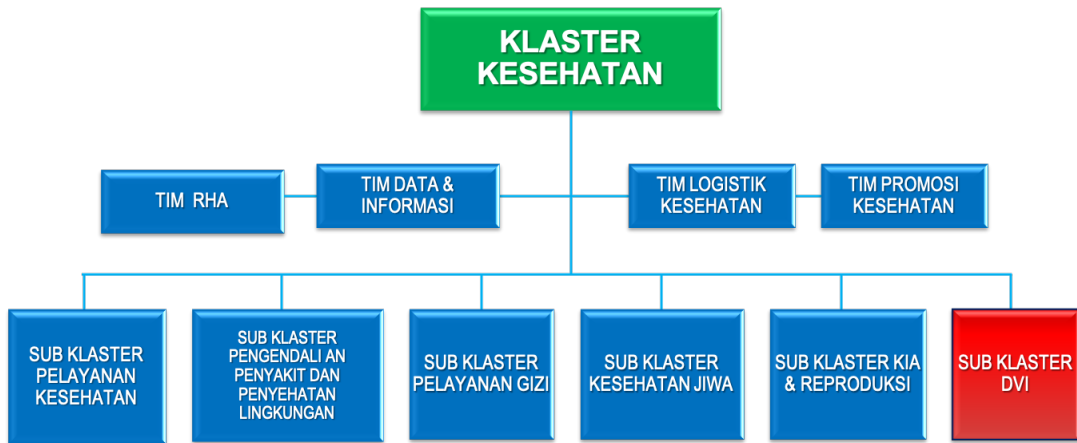 KLASTER
KESEHATAN
TIM RHA
TIM DATA &
INFORMASI
TIM LOGISTIK
KESEHATAN
TIM PROMOSI
KESEHATAN
SUB KLASTER
PELAYANAN
KESEHATAN
SUB KLASTER
PENGENDALI AN
PENYAKIT DAN
PENYEHATAN
LINGKUNGAN
SUB KLASTER
PELAYANAN GIZI
SUB KLASTER
KESEHATAN JIWA
SUB KLASTER KIA
& REPRODUKSI
SUB KLASTER
DVI